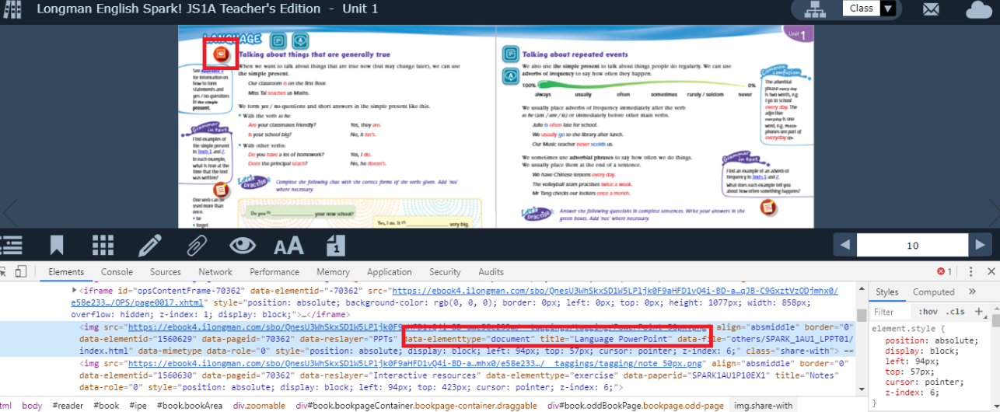 Longman English Spark! JS1A Teacher's Edition - Unit 1
Class
LANGUAGE
Talking about things that are generally true
See Appendix
for information on
how to form
statements and
yes / no questions
in the simple
present.
When we want to talk about things that are true now (but may change later), we can use
the simple present.
Our classroom is on the first floor.
Miss Tal teaches us Maths.
We form yes / no-questions and short answers in the simple present like this.
• With the verb to be
Are your classmates friendly? Yes, they are.
Is your school big? No, it isn't.
• With other verbs:
Do you have a lot of homework? Yes, I do.
Does the principal teach? No, he doesn't.
Grammar
in text
Find examples of
the simple present
in Texts 1 and 2.
In each example,
what is true at the
time that the text
was written?
Let's
Practise
Complete the following chat with the correct forms of the verbs given. Add 'not'
where necessary.
One verb can be
used more than
once.
• be
• forget
Do you (1) your new school?
Yes, I do. It (2) very big.
Unit 1
Talking about repeated events
We also use the simple present to talk about things people do regularly. We can use
adverbs of frequency to say how often they happen.
100% 0%
always usually often sometimes rarely / seldom never
We usually place adverbs of frequency immediately after the verb
to be (am / are / is) or immediately before other main verbs.
Julie is often late for school.
We usually go to the library after lunch.
Our Music teacher never scolds us.
We sometimes use adverbial phrases to say how often we do things.
We usually place them at the end of a sentence.
We have Chinese lessons every day.
The volleyball team practises twice a week.
Mr Tang checks our lockers once a month.
Common
confusion
The adverbial
phrase every day
is two words, e.g.
I go to school
every day. The
adjective
everyday is one
word, e.g.
phones are part of
everyday life.
Grammar
in text
Find an example of an adverb of
frequency in Texts 1 and 2.
What does each example tell you
about how often something happens?
Let's
Practise
Answer the following questions in complete sentences. Write your answers in the
green boxes. Add 'not' where necessary.
AA
1
10
Elements Console Sources Network Performance Memory Application Security Audits 1
<iframe id="opsContentFrame-70362" data-elementid="-70362" src="https://ebook4.ilongman.com/sbo/QnesU3WhSkxSD1W5LPljk0F9aHFD1vQ4i-BD-a…qJB-C9GxztVzODjmhx0/
e58e233…/OPS/page0017.xhtml" style="position: absolute; background-color: rgb(0, 0, 0); border: 0px; left: 0px; top: 0px; height: 1077px; width: 858px;
overflow: hidden; z-index: 1; display: block;">…</iframe>
<img src="https://ebook4.ilongman.com/sbo/QnesU3WhSkxSD1W5LPljk0F9 align="absmiddle" border="0"
data-elementid="1560629" data-pageid="70362" data-reslayer="PPTs" data-elementtype="document" title="Language PowerPoint" data-file="others/SPARK_1AU1_LPPT01/
index.html" data-mimetype data-role="0" style="position: absolute; display: block; left: 94px; top: 57px; cursor: pointer; z-index: 6;" class="share-with"> ==
<img src="https://ebook4.ilongman.com/sbo/QnesU3WhSkxSD1W5LPljk0F9aHFD1vQ4i-BD-a…mhx0/e58e233…/__taggings/tagging/note_50px.png" align="absmiddle" border="0"
data-elementid="1560630" data-pageid="70362" data-reslayer="Interactive resources" data-elementtype="exercise" data-paperid="SPARK1AU1P10EX1" title="Notes"
data-role="0" style="position: absolute; display: block; left: 94px; top: 423px; cursor: pointer; z-index: 6;">
html body #reader #book #ipe #book.bookArea div.zoomable div#book.bookpageContainer.bookpage-container.draggable div#book.oddBookPage.bookpage.odd-page img.share-with
Styles Computed »
Filter :hov .cls +
element.style {
position: absolute;
display: block;
left: 94px;
top: 57px;
cursor: pointer;
z-index: 6;
}